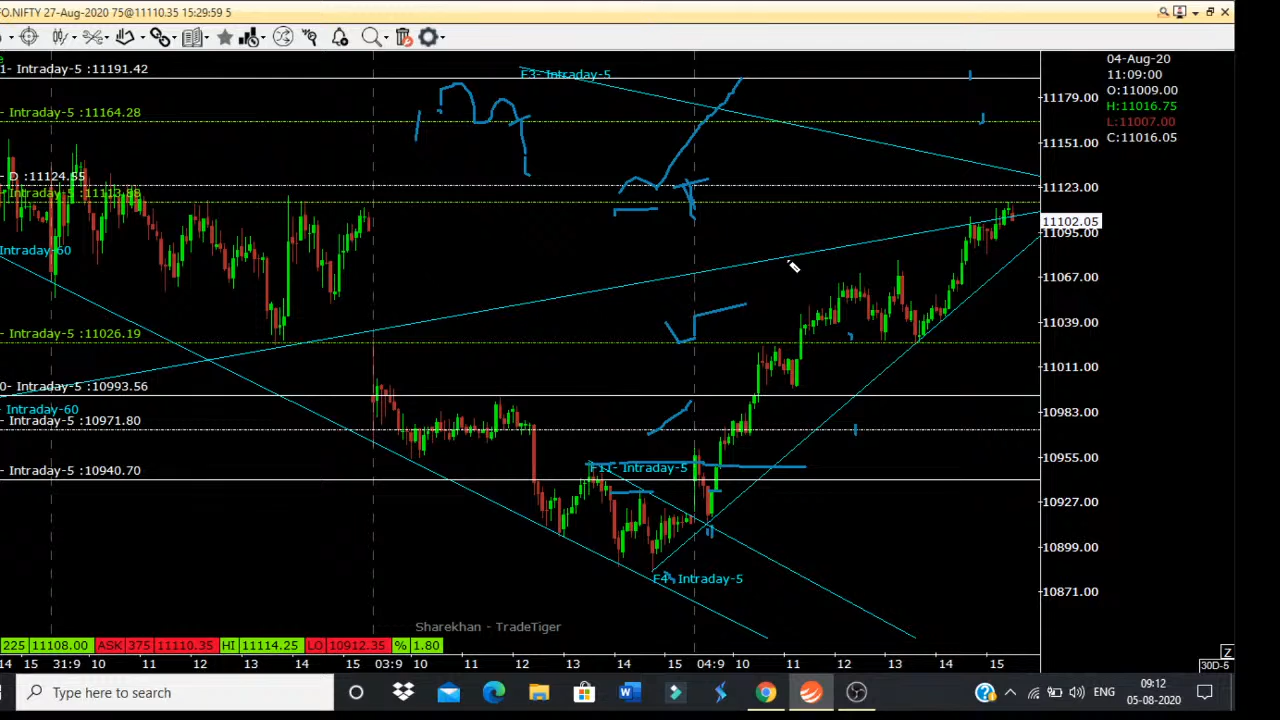 FO.NIFTY 27-Aug-2020 75@11110.35 15:29:59 5
1- Intraday-5 :11191.42
F3- Intraday-5
- Intraday-5 :11164.28
- D :11124.55
- Intraday-5 :11113.88
Intraday-60
- Intraday-5 :11026.19
0- Intraday-5 :10993.56
Intraday-60
- Intraday-5 :10971.80
- Intraday-5 :10940.70
Intraday-5
Intraday-5
04-Aug-20
11:09:00
O:11009.00
H:11016.75
L:11007.00
C:11016.05
11179.00
11151.00
11123.00
11102.05
11095.00
11067.00
11039.00
11011.00
10983.00
10955.00
10927.00
10899.00
10871.00
Sharekhan - TradeTiger
225 11108.00 ASK 375 11110.35 HI 11114.25 LO 10912.35 % 1.80
14 15 31:9 10 11 12 13 14 15 03:9 10 11 12 13 14 15 04:9 10 11 12 13 14 15
Z
30D-5
Type here to search
ENG
09:12
05-08-2020